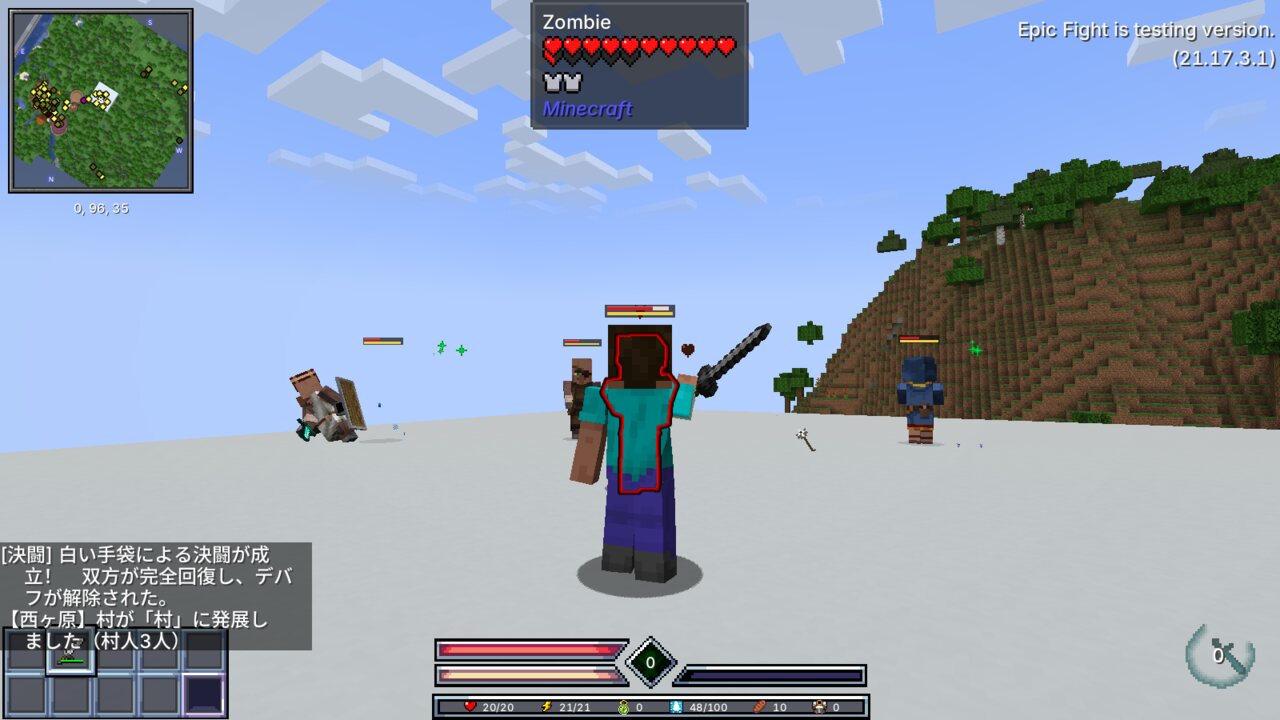 Zombie
Minecraft
Epic Fight is testing version.
(21.17.3.1)
S
E
W
N
0, 96, 35
[決闘] 白い手袋による決闘が成
立！　双方が完全回復し、デバ
フが解除された。
【西ヶ原】村が「村」に発展し
ました（村人3人）
0
20/20
21/21
0
48/100
10
0
0